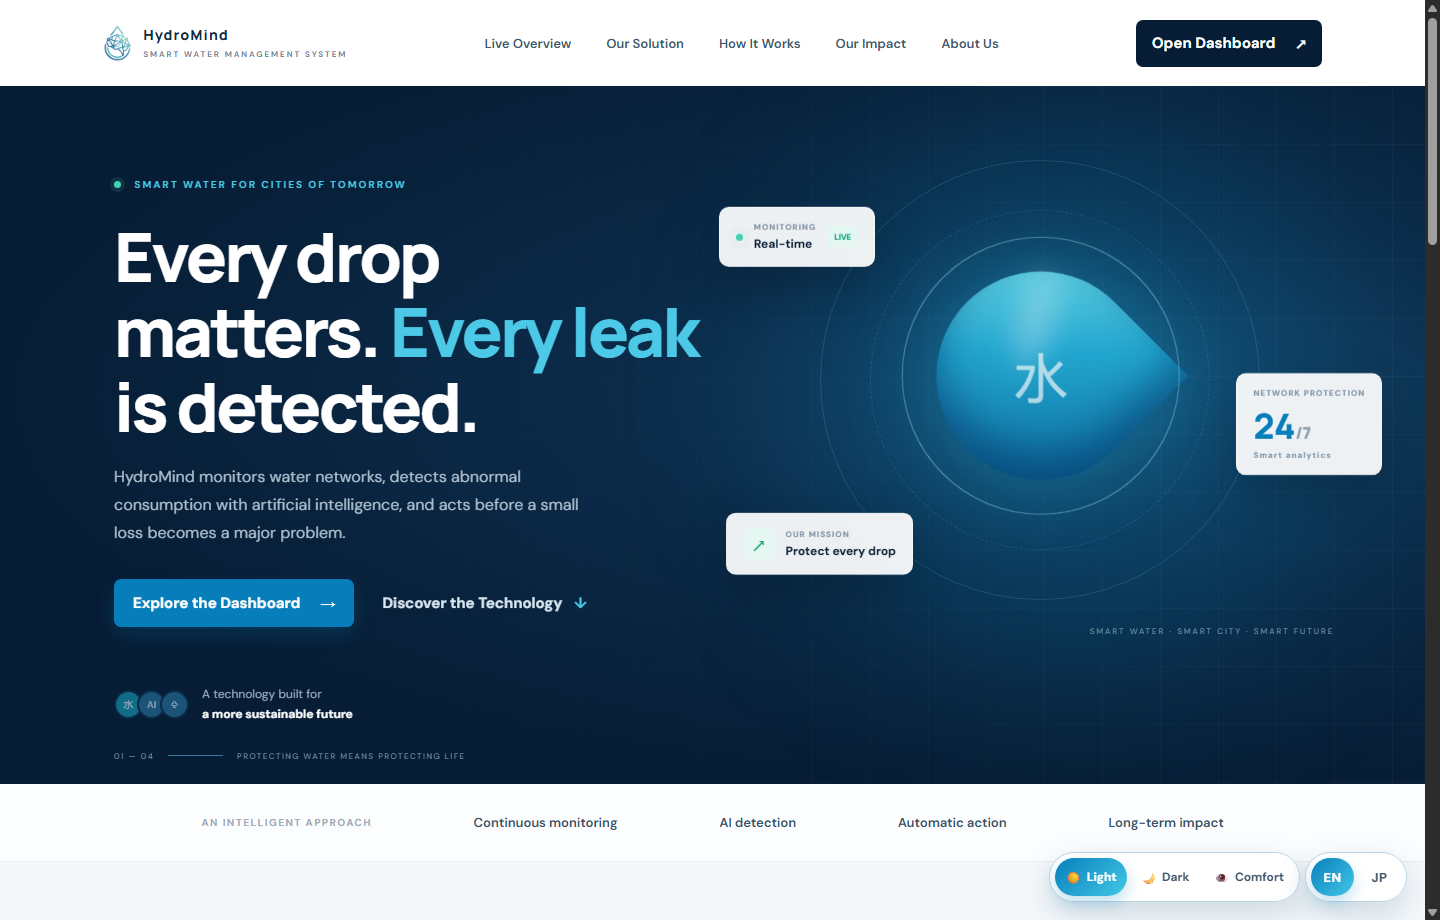 HydroMind
SMART WATER MANAGEMENT SYSTEM
Live Overview
Our Solution
How It Works
Our Impact
About Us
Open Dashboard ↗
SMART WATER FOR CITIES OF TOMORROW
Every drop
matters. Every leak
is detected.
HydroMind monitors water networks, detects abnormal
consumption with artificial intelligence, and acts before a small
loss becomes a major problem.
Explore the Dashboard →
Discover the Technology ↓
水 AI
A technology built for
a more sustainable future
01 — 04
PROTECTING WATER MEANS PROTECTING LIFE
MONITORING
Real-time
LIVE
水
NETWORK PROTECTION
24/7
Smart analytics
↗
OUR MISSION
Protect every drop
SMART WATER · SMART CITY · SMART FUTURE
AN INTELLIGENT APPROACH
Continuous monitoring
AI detection
Automatic action
Long-term impact
Light
Dark
Comfort
EN
JP